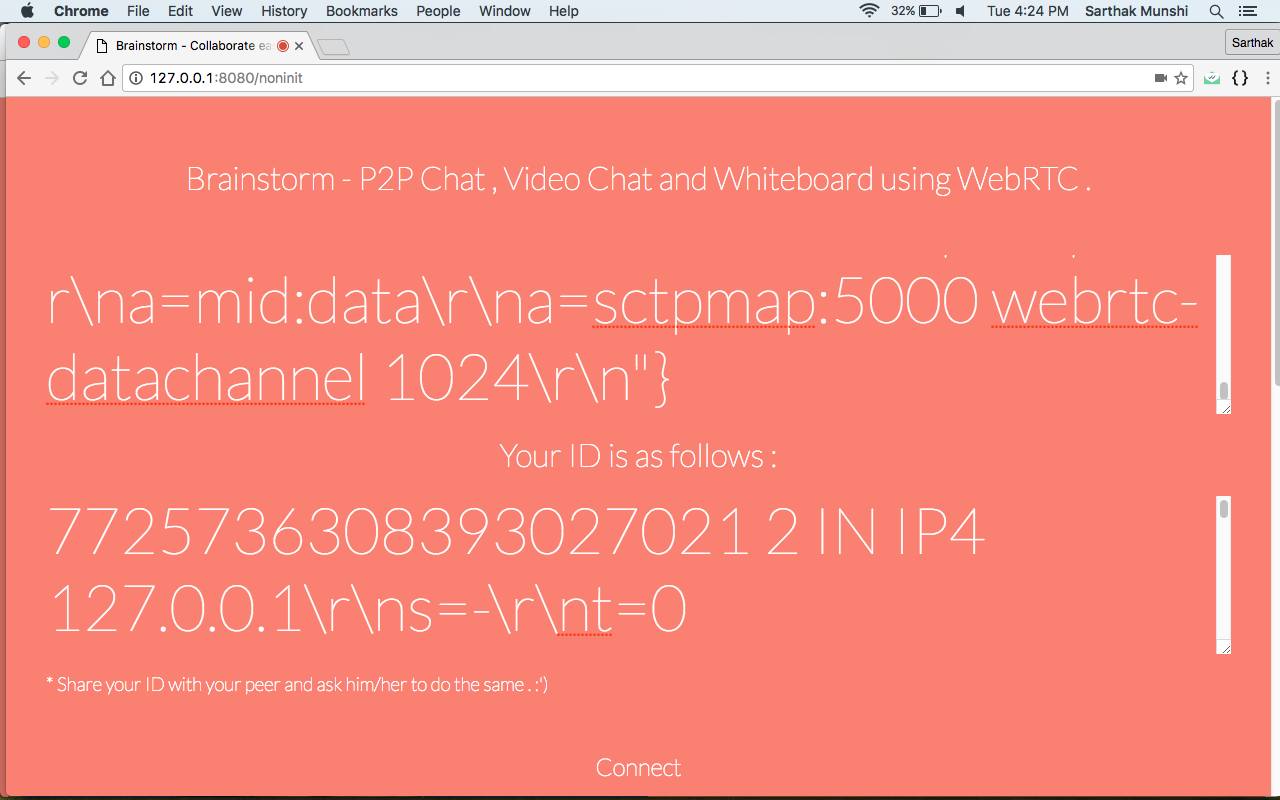 Chrome File Edit View History Bookmarks People Window Help 32% Tue 4:24 PM Sarthak Munshi
Brainstorm - Collaborate ea
Sarthak
127.0.0.1:8080/noninit
Brainstorm - P2P Chat , Video Chat and Whiteboard using WebRTC .
r\na=mid:data\r\na=sctpmap:5000 webrtc-
datachannel 1024\r\n"}
Your ID is as follows :
7725736308393027021 2 IN IP4
127.0.0.1\r\ns=-\r\nt=0
* Share your ID with your peer and ask him/her to do the same . :')
Connect